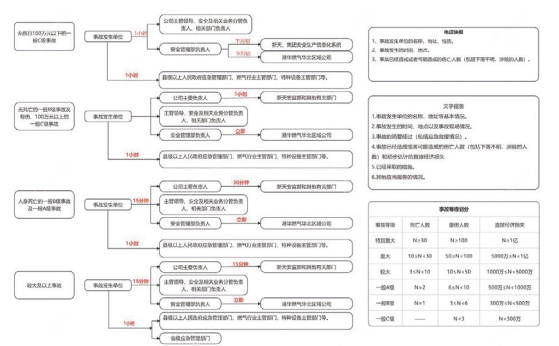 公司主管领导、安全及相关业务分管负
责人、相关部门负责人
无伤亡100万元以下的一
般C级事故
事故发生单位
1小时
下月初
安全管理部负责人
新天、集团安全生产信息化系统
下月初
港华燃气华北区域公司
1小时
县级以上人民政府应急管理部门、燃气行业主管部门、特种设备主管部门等。
公司主要负责人
1小时
新天安监部和其他有关部门
无死亡的一般B级事故及
有伤、100万元以上的一
般C级事故
事故发生单位
主管领导、安全及相关业务分管负责
人、相关部门负责人
安全管理部负责人
立即
港华燃气华北区域公司
1小时
县级以上人民政府应急管理部门、燃气行业主管部门、特种设备主管部门等。
公司主要负责人
30分钟
新天安监部和其他有关部门
人身死亡的一般B级事故
及一般A级事故
事故发生单位
15分钟
主管领导、安全及相关业务分管负责
人、相关部门负责人
安全管理部负责人
立即
港华燃气华北区域公司
1小时
县级以上人民政府应急管理部门、燃气行业主管部门、特种设备主管部门等。
公司主要负责人
15分钟
新天安监部和其他有关部门
较大及以上事故
事故发生单位
15分钟
主管领导、安全及相关业务分管负责
人、相关部门负责人
安全管理部负责人
立即
港华燃气华北区域公司
1小时
县级以上人民政府应急管理部门、燃气行业主管部门、特种设备主管部门等。
省级应急管理部门
电话快报
1、事故发生单位的名称、地址、性质。
2、事故发生的时间、地点。
3、事故已经造成或者可能造成的伤亡人数（包括下落不明、涉险的人数）。
文字报告
1.事故发生单位的名称、地址等基本情况。
2.事故发生的时间、地点以及事故现场情况。
3.事故的简要经过（包括应急救援情况）。
4.事故已经造成或者可能造成的伤亡人数（包括下落不明、涉险的人
数）和初步估计的直接经济损失
5.已经采取的措施。
6.其他应当报告的情况。
事故等级划分
事故等级 死亡人数 重伤人数 直接经济损失
特别重大 N≥30 N≥100 ≥1亿
重大 10≤N<30 50≤N<100 5000万≤N<1亿
较大 3≤N<10 10≤N<50 1000万≤N<5000万
一般A级 N=2 6≤N<10 500万≤N<1000万
一般B级 N=1 3≤N<6 300万≤N<500万
一般C级 —— N<3 N<300万